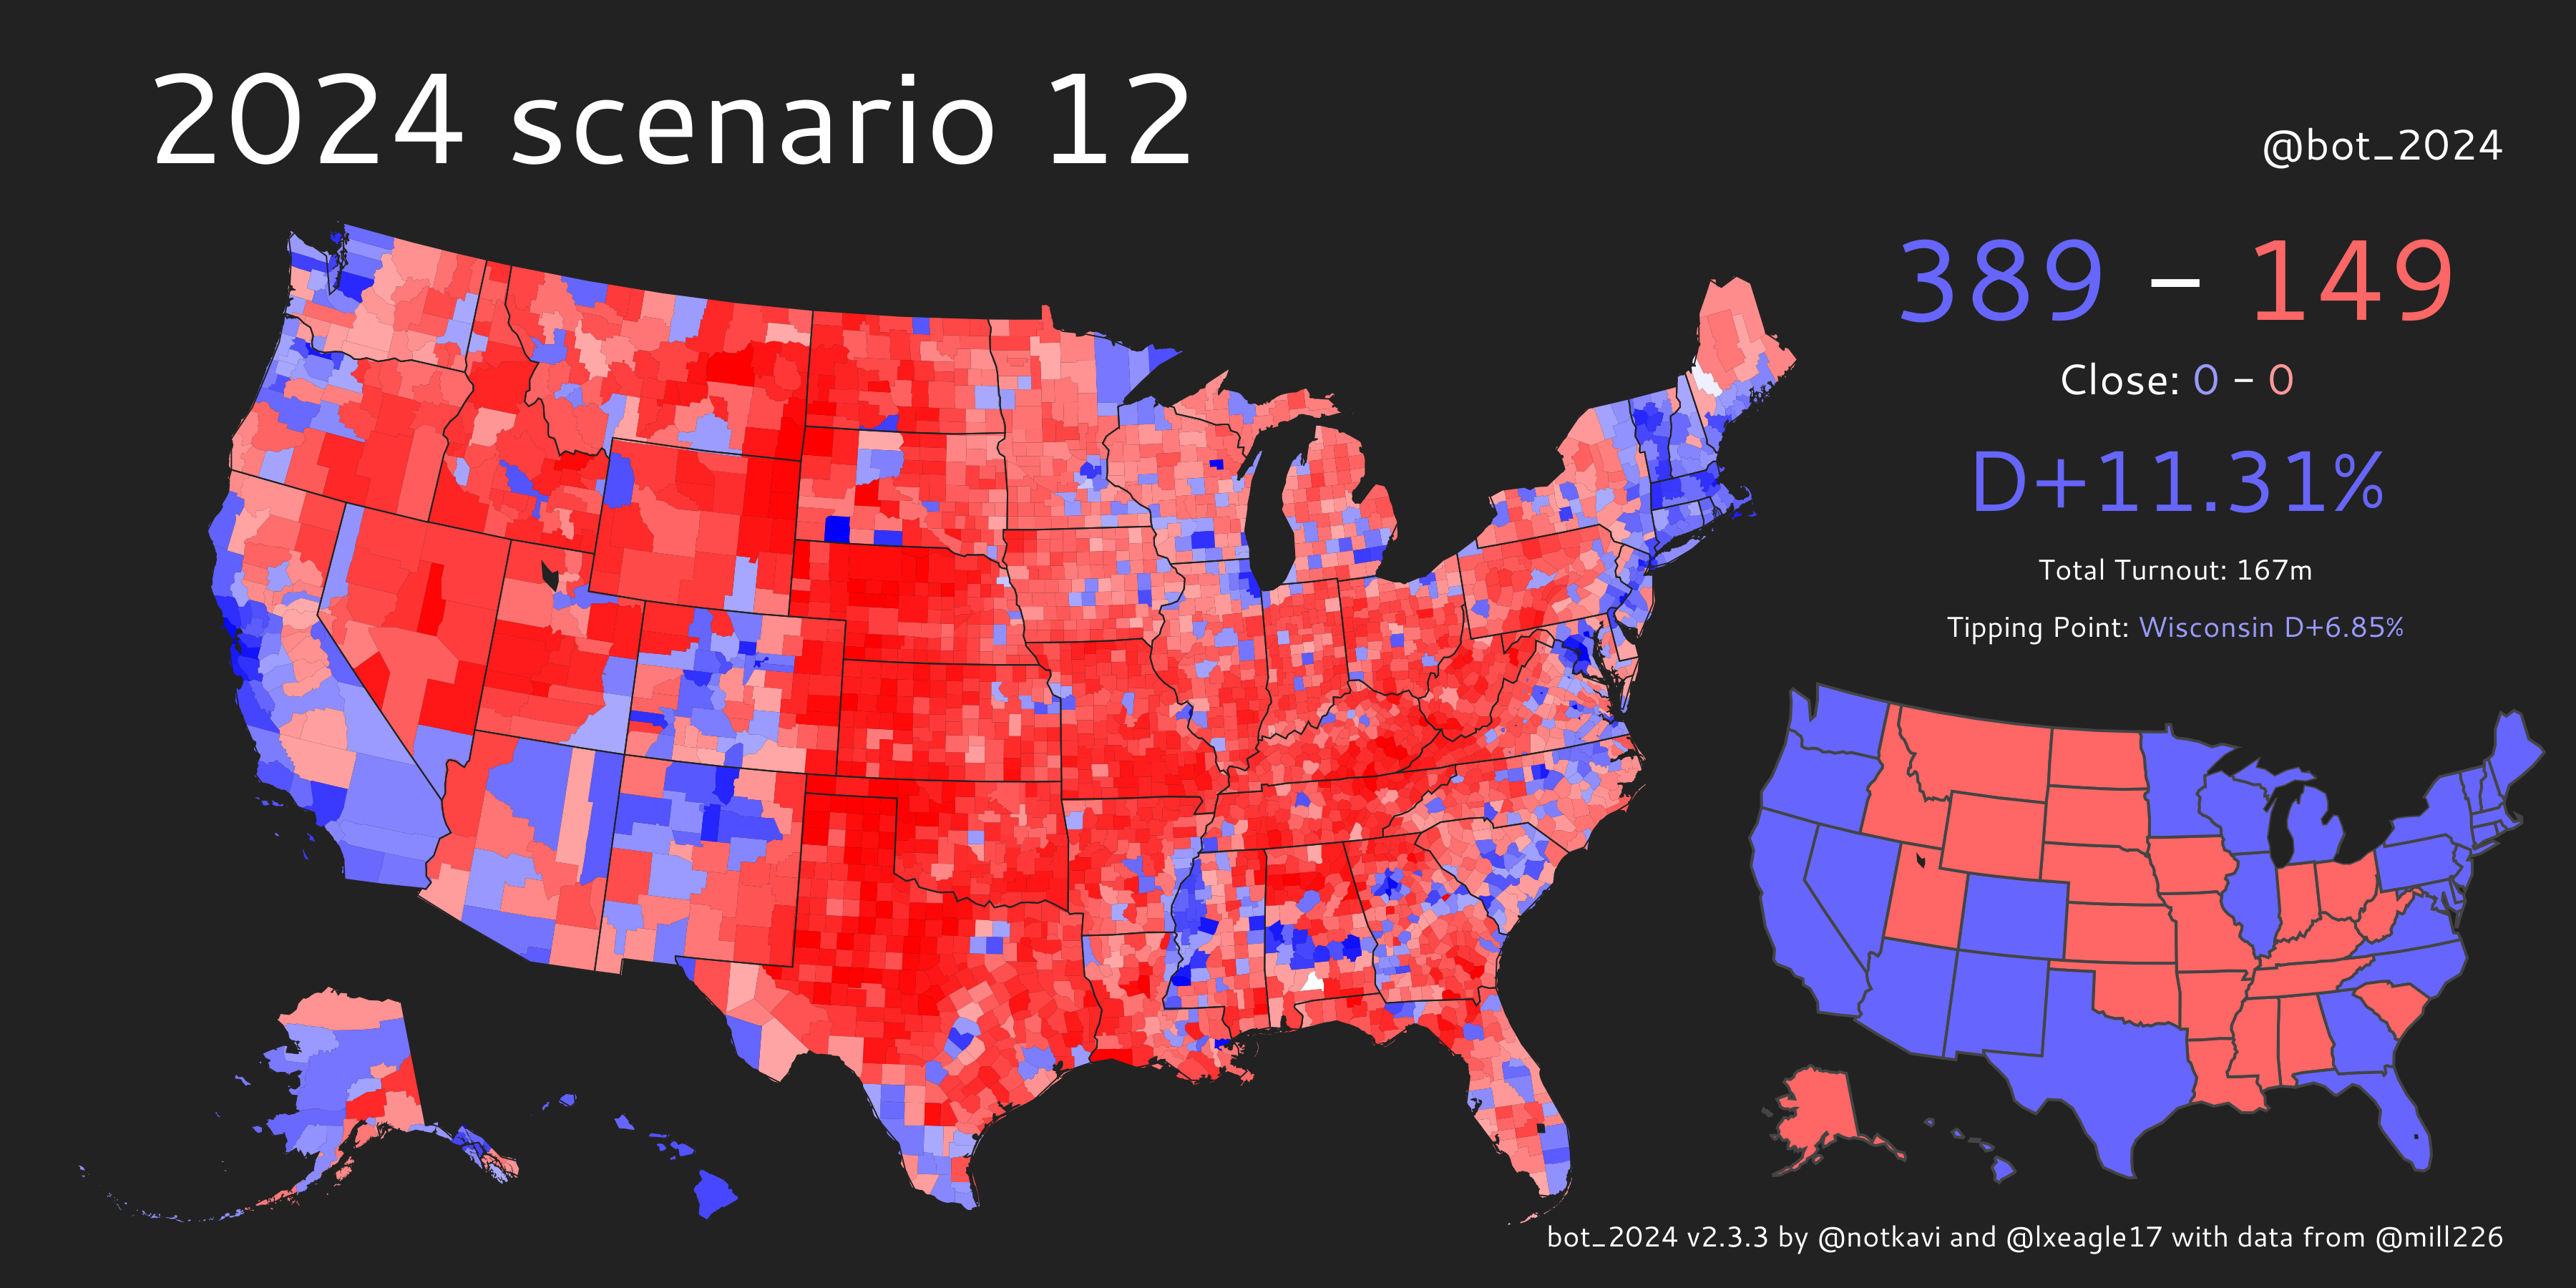 2024 scenario 12
@bot_2024
389 - 149
Close: 0 - 0
D+11.31%
Total Turnout: 167m
Tipping Point: Wisconsin D+6.85%
bot_2024 v2.3.3 by @notkavi and @lxeagle17 with data from @mill226